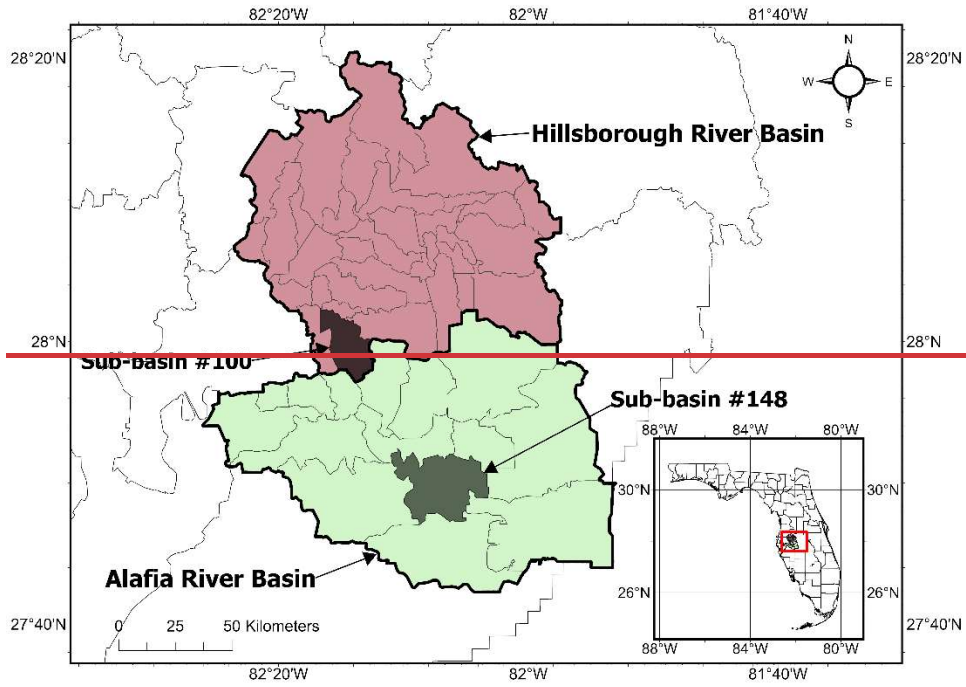 82°20'W 82°W 81°40'W
28°20'N 28°20'N
N
W E
S
Hillsborough River Basin
28°N 28°N
Sub-basin #100
Sub-basin #148
88°W 84°W 80°W
30°N 30°N
Alafia River Basin
26°N 26°N
0 25 50 Kilometers
27°40'N 27°40'N
88°W 84°W 80°W
82°20'W 82°W 81°40'W